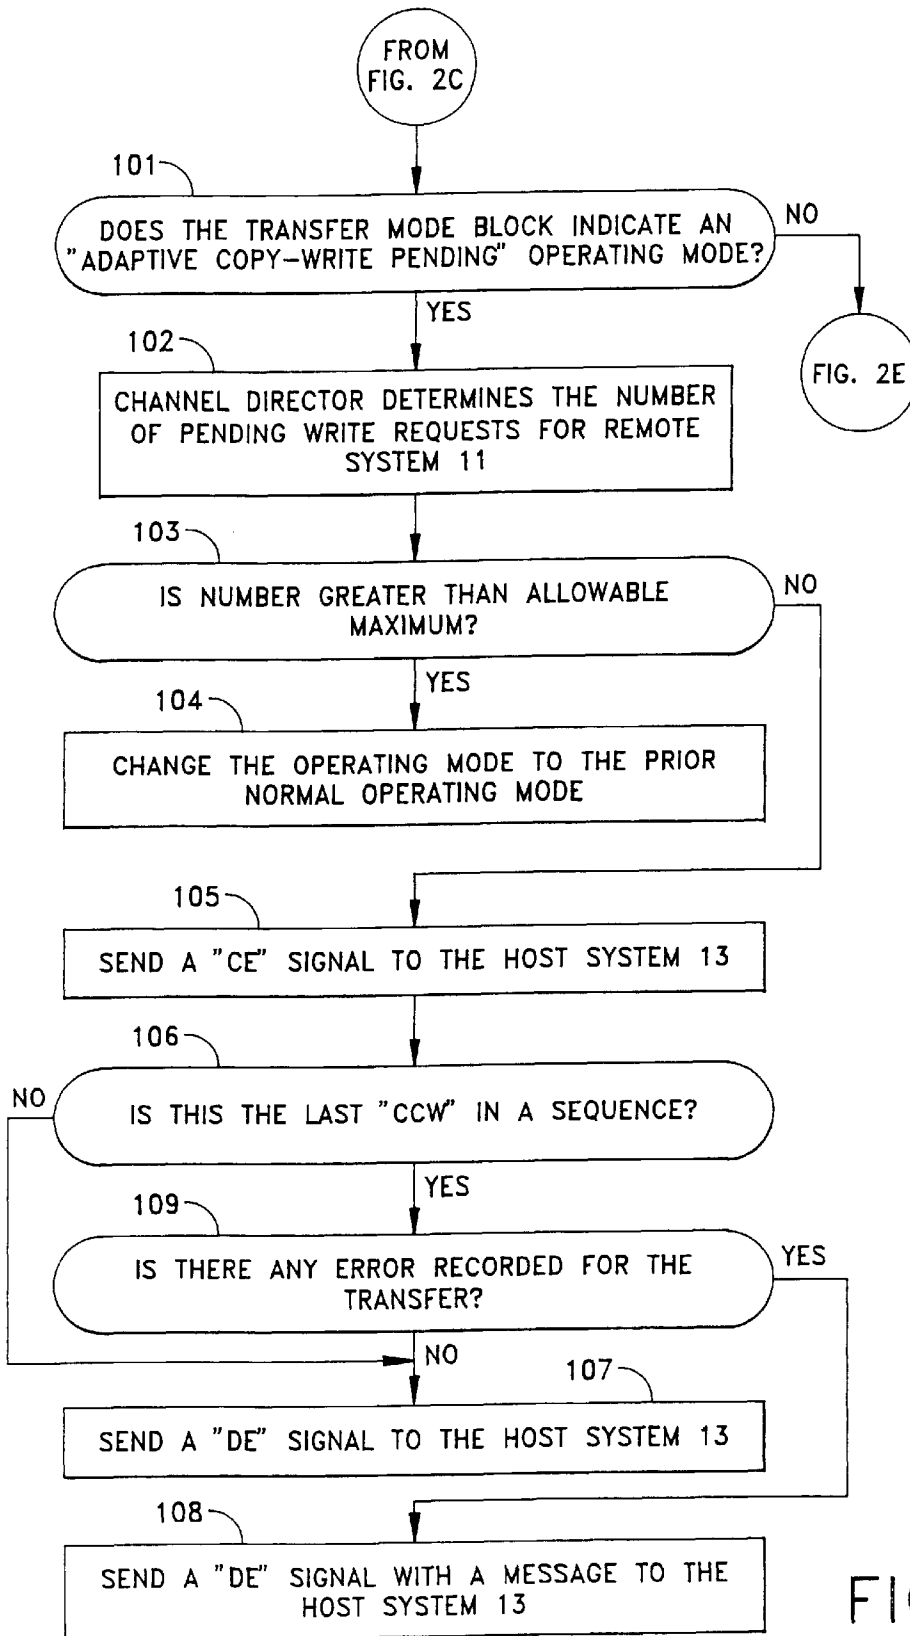 FROM
FIG. 2C
101
DOES THE TRANSFER MODE BLOCK INDICATE AN
"ADAPTIVE COPY-WRITE PENDING" OPERATING MODE?
NO
YES
FIG. 2E
102
CHANNEL DIRECTOR DETERMINES THE NUMBER
OF PENDING WRITE REQUESTS FOR REMOTE
SYSTEM 11
103
IS NUMBER GREATER THAN ALLOWABLE
MAXIMUM?
NO
YES
104
CHANGE THE OPERATING MODE TO THE PRIOR
NORMAL OPERATING MODE
105
SEND A "CE" SIGNAL TO THE HOST SYSTEM 13
106
NO
IS THIS THE LAST "CCW" IN A SEQUENCE?
YES
109
IS THERE ANY ERROR RECORDED FOR THE
TRANSFER?
YES
NO
107
SEND A "DE" SIGNAL TO THE HOST SYSTEM 13
108
SEND A "DE" SIGNAL WITH A MESSAGE TO THE
HOST SYSTEM 13